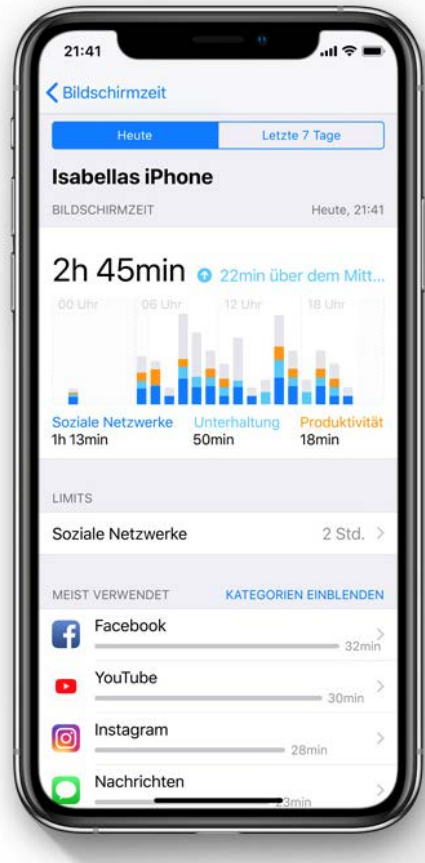 21:41
Bildschirmzeit
Heute
Letzte 7 Tage
Isabellas iPhone
BILDSCHIRMZEIT
Heute, 21:41
2h 45min
22min über dem Mitt...
00 Uhr
06 Uhr
12 Uhr
18 Uhr
Soziale Netzwerke
Unterhaltung
Produktivität
1h 13min
50min
18min
LIMITS
Soziale Netzwerke
2 Std.
MEIST VERWENDET
KATEGORIEN EINBLENDEN
Facebook
32min
YouTube
30min
Instagram
28min
Nachrichten
23min